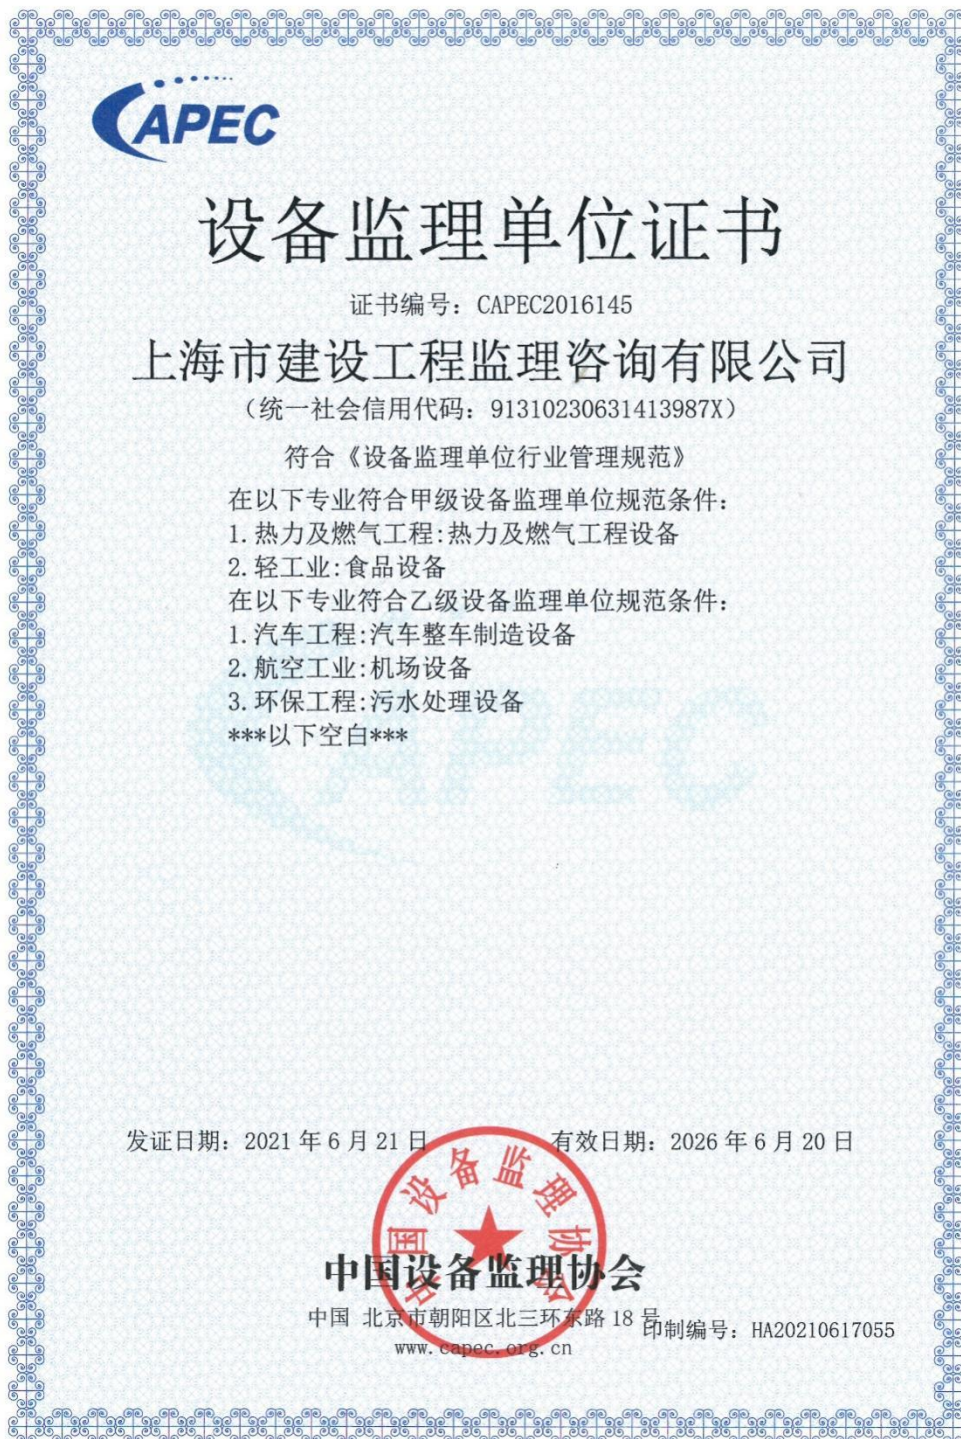 CAPEC
设备监理单位证书
证书编号：CAPEC2016145
上海市建设工程监理咨询有限公司
（统一社会信用代码：91310230631413987X）
符合《设备监理单位行业管理规范》
在以下专业符合甲级设备监理单位规范条件：
1.热力及燃气工程:热力及燃气工程设备
2.轻工业:食品设备
在以下专业符合乙级设备监理单位规范条件：
1.汽车工程:汽车整车制造设备
2.航空工业:机场设备
3.环保工程:污水处理设备
***以下空白***
CAPEC
发证日期：2021年6月21日 有效日期：2026年6月20日
中国设备监理协会
中国设备监理协会
中国 北京市朝阳区北三环东路18号
印制编号：HA20210617055
www.capec.org.cn